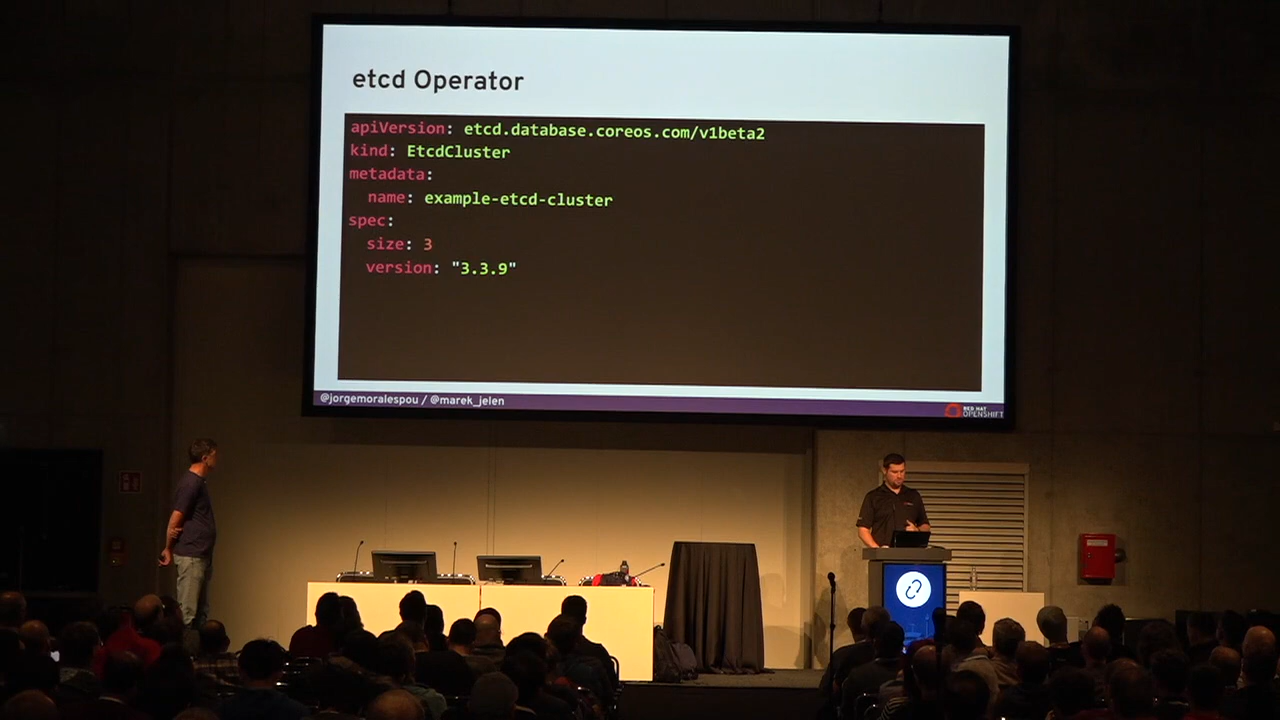 etcd Operator
apiVersion: etcd.database.coreos.com/v1beta2
kind: EtcdCluster
metadata:
name: example-etcd-cluster
spec:
size: 3
version: "3.3.9"
@jorgemoralespou / @marek_jelen
RED HAT
OPENSHIFT